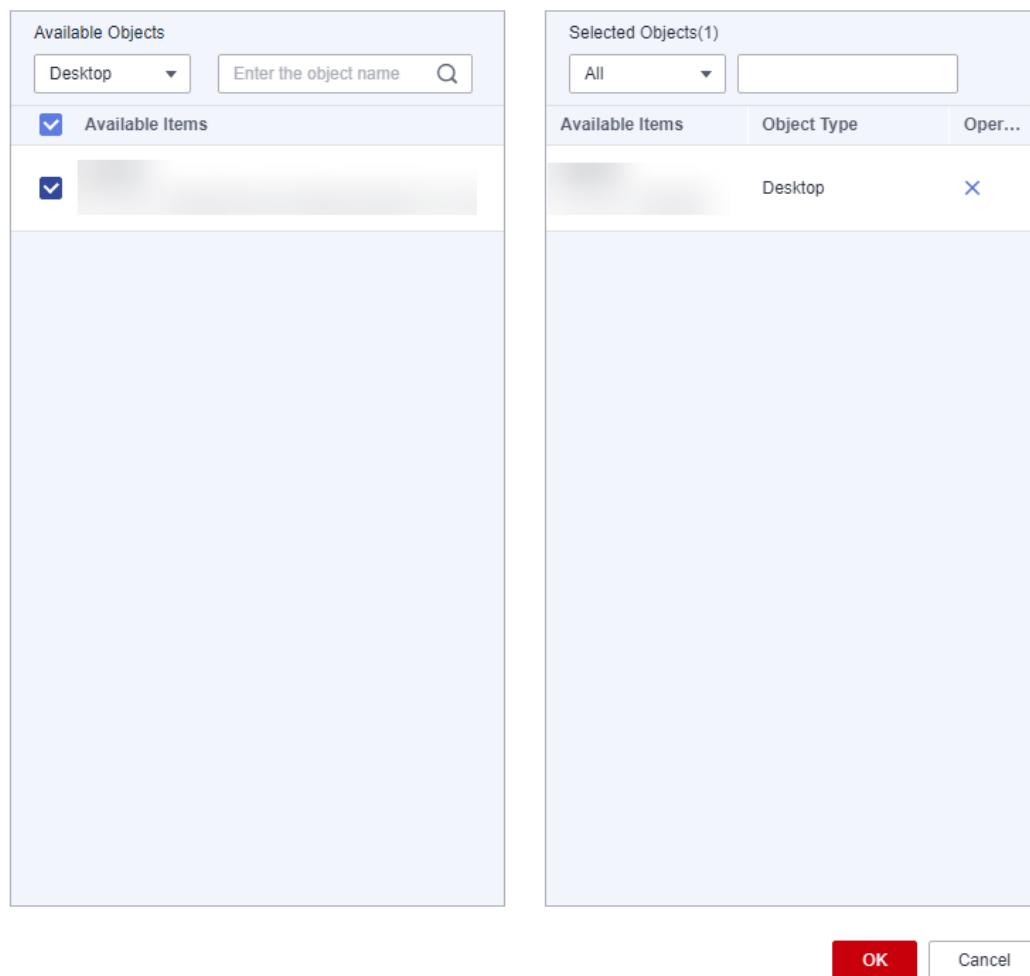 Available Objects
Desktop
Enter the object name
Available Items
Selected Objects(1)
All
Available Items Object Type Oper...
Desktop
OK Cancel